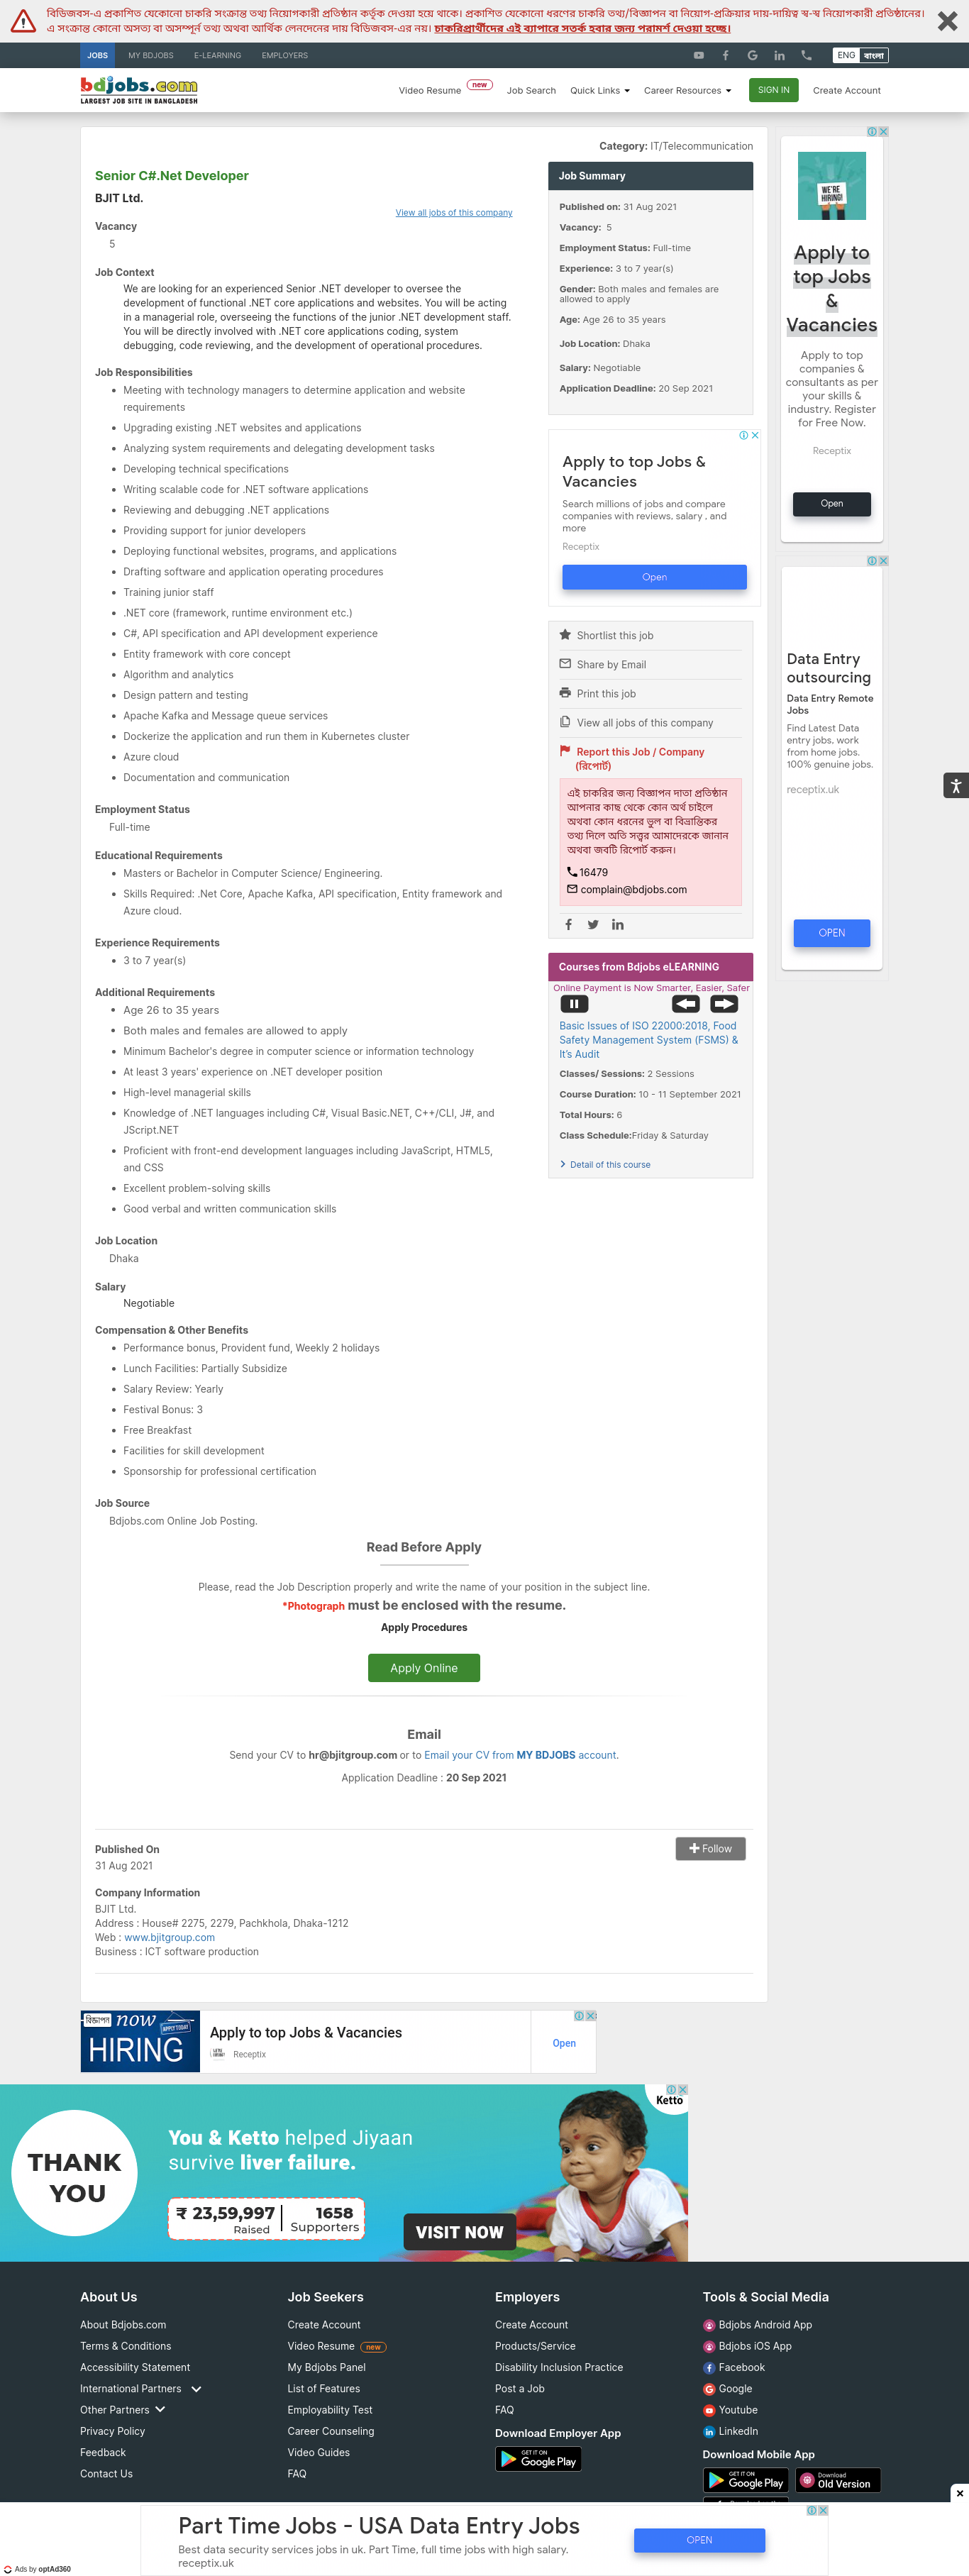 বিডিজবস-এ প্রকাশিত যেকোনো চাকরি সংক্রান্ত তথ্য নিয়োগকারী প্রতিষ্ঠান কর্তৃক দেওয়া হয়ে থাকে। প্রকাশিত যেকোনো ধরণের চাকরি তথ্য/বিজ্ঞাপন বা নিয়োগ-প্রক্রিয়ার দায়-দায়িত্ব স্ব-স্ব নিয়োগকারী প্রতিষ্ঠানের।
এ সংক্রান্ত কোনো অসত্য বা অসম্পূর্ন তথ্য অথবা আর্থিক লেনদেনের দায় বিডিজবস-এর নয়। চাকরিপ্রার্থীদের এই ব্যাপারে সতর্ক হবার জন্য পরামর্শ দেওয়া হচ্ছে।
JOBS MY BDJOBS E-LEARNING EMPLOYERS ENG বাংলা
bdjobs.com
LARGEST JOB SITE IN BANGLADESH
Video Resume new Job Search Quick Links Career Resources SIGN IN Create Account
Category: IT/Telecommunication
Senior C#.Net Developer
BJIT Ltd.
View all jobs of this company
Vacancy
5
Job Context
We are looking for an experienced Senior .NET developer to oversee the
development of functional .NET core applications and websites. You will be acting
in a managerial role, overseeing the functions of the junior .NET development staff.
You will be directly involved with .NET core applications coding, system
debugging, code reviewing, and the development of operational procedures.
Job Responsibilities
Meeting with technology managers to determine application and website
requirements
Upgrading existing .NET websites and applications
Analyzing system requirements and delegating development tasks
Developing technical specifications
Writing scalable code for .NET software applications
Reviewing and debugging .NET applications
Providing support for junior developers
Deploying functional websites, programs, and applications
Drafting software and application operating procedures
Training junior staff
.NET core (framework, runtime environment etc.)
C#, API specification and API development experience
Entity framework with core concept
Algorithm and analytics
Design pattern and testing
Apache Kafka and Message queue services
Dockerize the application and run them in Kubernetes cluster
Azure cloud
Documentation and communication
Employment Status
Full-time
Educational Requirements
Masters or Bachelor in Computer Science/ Engineering.
Skills Required: .Net Core, Apache Kafka, API specification, Entity framework and
Azure cloud.
Experience Requirements
3 to 7 year(s)
Additional Requirements
Age 26 to 35 years
Both males and females are allowed to apply
Minimum Bachelor's degree in computer science or information technology
At least 3 years' experience on .NET developer position
High-level managerial skills
Knowledge of .NET languages including C#, Visual Basic.NET, C++/CLI, J#, and
JScript.NET
Proficient with front-end development languages including JavaScript, HTML5,
and CSS
Excellent problem-solving skills
Good verbal and written communication skills
Job Location
Dhaka
Salary
Negotiable
Compensation & Other Benefits
Performance bonus, Provident fund, Weekly 2 holidays
Lunch Facilities: Partially Subsidize
Salary Review: Yearly
Festival Bonus: 3
Free Breakfast
Facilities for skill development
Sponsorship for professional certification
Job Source
Bdjobs.com Online Job Posting.
Job Summary
Published on: 31 Aug 2021
Vacancy: 5
Employment Status: Full-time
Experience: 3 to 7 year(s)
Gender: Both males and females are
allowed to apply
Age: Age 26 to 35 years
Job Location: Dhaka
Salary: Negotiable
Application Deadline: 20 Sep 2021
Apply to top Jobs &
Vacancies
Search millions of jobs and compare
companies with reviews, salary , and
more
Receptix
Open
Shortlist this job
Share by Email
Print this job
View all jobs of this company
Report this Job / Company
(রিপোর্ট)
এই চাকরির জন্য বিজ্ঞাপন দাতা প্রতিষ্ঠান
আপনার কাছ থেকে কোন অর্থ চাইলে
অথবা কোন ধরনের ভুল বা বিভ্রান্তিকর
তথ্য দিলে অতি সত্ত্বর আমাদেরকে জানান
অথবা জবটি রিপোর্ট করুন।
16479
complain@bdjobs.com
Courses from Bdjobs eLEARNING
Online Payment is Now Smarter, Easier, Safer
Basic Issues of ISO 22000:2018, Food
Safety Management System (FSMS) &
It's Audit
Classes/ Sessions: 2 Sessions
Course Duration: 10 - 11 September 2021
Total Hours: 6
Class Schedule:Friday & Saturday
Detail of this course
WE'RE
HIRING!
Apply to
top Jobs
&
Vacancies
Apply to top
companies &
consultants as per
your skills &
industry. Register
for Free Now.
Receptix
Open
Data Entry
outsourcing
Data Entry Remote
Jobs
Find Latest Data
entry jobs, work
from home jobs.
100% genuine jobs.
receptix.uk
OPEN
Read Before Apply
Please, read the Job Description properly and write the name of your position in the subject line.
*Photograph must be enclosed with the resume.
Apply Procedures
Apply Online
Email
Send your CV to hr@bjitgroup.com or to Email your CV from MY BDJOBS account.
Application Deadline : 20 Sep 2021
Published On
31 Aug 2021
Follow
Company Information
BJIT Ltd.
Address : House# 2275, 2279, Pachkhola, Dhaka-1212
Web : www.bjitgroup.com
Business : ICT software production
বিজ্ঞাপন
now
APPLY TODAY
HIRING
Apply to top Jobs & Vacancies
Receptix
Open
THANK
YOU
You & Ketto helped Jiyaan
survive liver failure.
₹ 23,59,997
Raised
1658
Supporters
VISIT NOW
Ketto
About Us
About Bdjobs.com
Terms & Conditions
Accessibility Statement
International Partners
Other Partners
Privacy Policy
Feedback
Contact Us
Job Seekers
Create Account
Video Resume new
My Bdjobs Panel
List of Features
Employability Test
Career Counseling
Video Guides
FAQ
Employers
Create Account
Products/Service
Disability Inclusion Practice
Post a Job
FAQ
Download Employer App
GET IT ON
Google Play
Tools & Social Media
Bdjobs Android App
Bdjobs iOS App
Facebook
Google
Youtube
LinkedIn
Download Mobile App
GET IT ON
Google Play
Download
Old Version
Part Time Jobs - USA Data Entry Jobs
Best data security services jobs in uk. Part Time, full time jobs with high salary.
receptix.uk
OPEN
Ads by optAd360